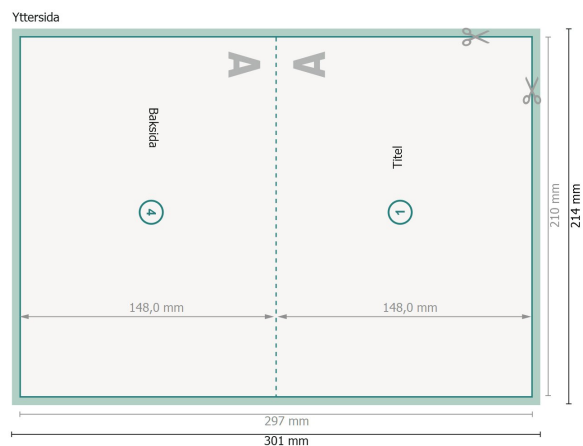 Yttersida
A A
Baksida
Titel
4
1
210 mm
214 mm
148,0 mm
148,0 mm
297 mm
301 mm